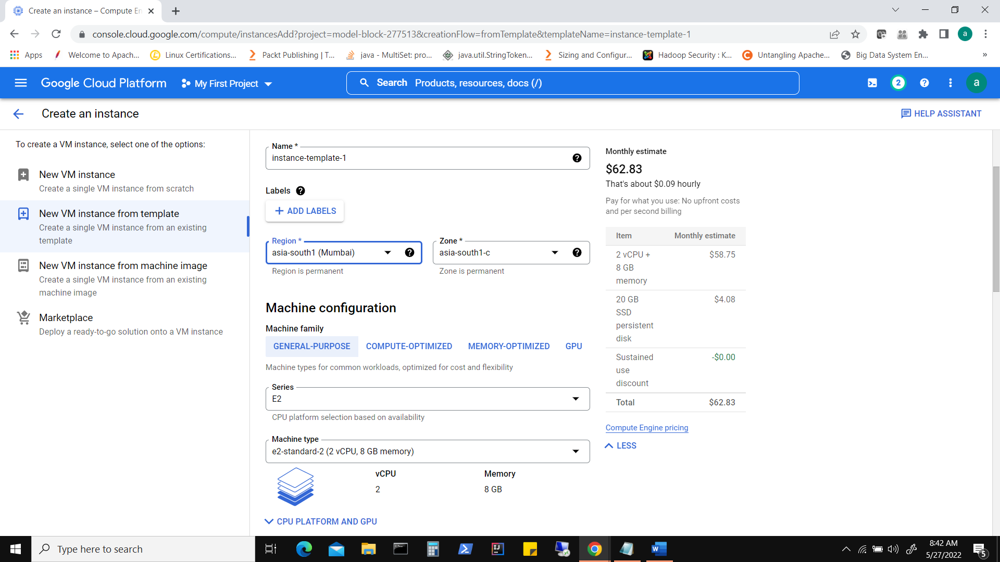 Create an instance – Compute En
console.cloud.google.com/compute/instancesAdd?project=model-block-277513&creationFlow=fromTemplate&templateName=instance-template-1
a
Apps
Welcome to Apach...
Linux Certifications...
Packt Publishing | T...
java - MultiSet: pro...
java.util.StringToken...
Sizing and Configur...
Hadoop Security : K...
Untangling Apache...
Big Data System En...
»
Google Cloud Platform
My First Project
Search Products, resources, docs (/)
2
a
Create an instance
HELP ASSISTANT
To create a VM instance, select one of the options:
New VM instance
Create a single VM instance from scratch
New VM instance from template
Create a single VM instance from an existing
template
New VM instance from machine image
Create a single VM instance from an existing
machine image
Marketplace
Deploy a ready-to-go solution onto a VM instance
Name *
instance-template-1
Labels
ADD LABELS
Region *
asia-south1 (Mumbai)
Region is permanent
Zone *
asia-south1-c
Zone is permanent
Machine configuration
Machine family
GENERAL-PURPOSE
COMPUTE-OPTIMIZED
MEMORY-OPTIMIZED
GPU
Machine types for common workloads, optimized for cost and flexibility
Series
E2
CPU platform selection based on availability
Machine type
e2-standard-2 (2 vCPU, 8 GB memory)
vCPU
2
Memory
8 GB
CPU PLATFORM AND GPU
Monthly estimate
$62.83
That's about $0.09 hourly
Pay for what you use: No upfront costs
and per second billing
Item Monthly estimate
2 vCPU + $58.75
8 GB
memory
20 GB $4.08
SSD
persistent
disk
Sustained -$0.00
use
discount
Total $62.83
Compute Engine pricing
LESS
Type here to search
8:42 AM
5/27/2022
5